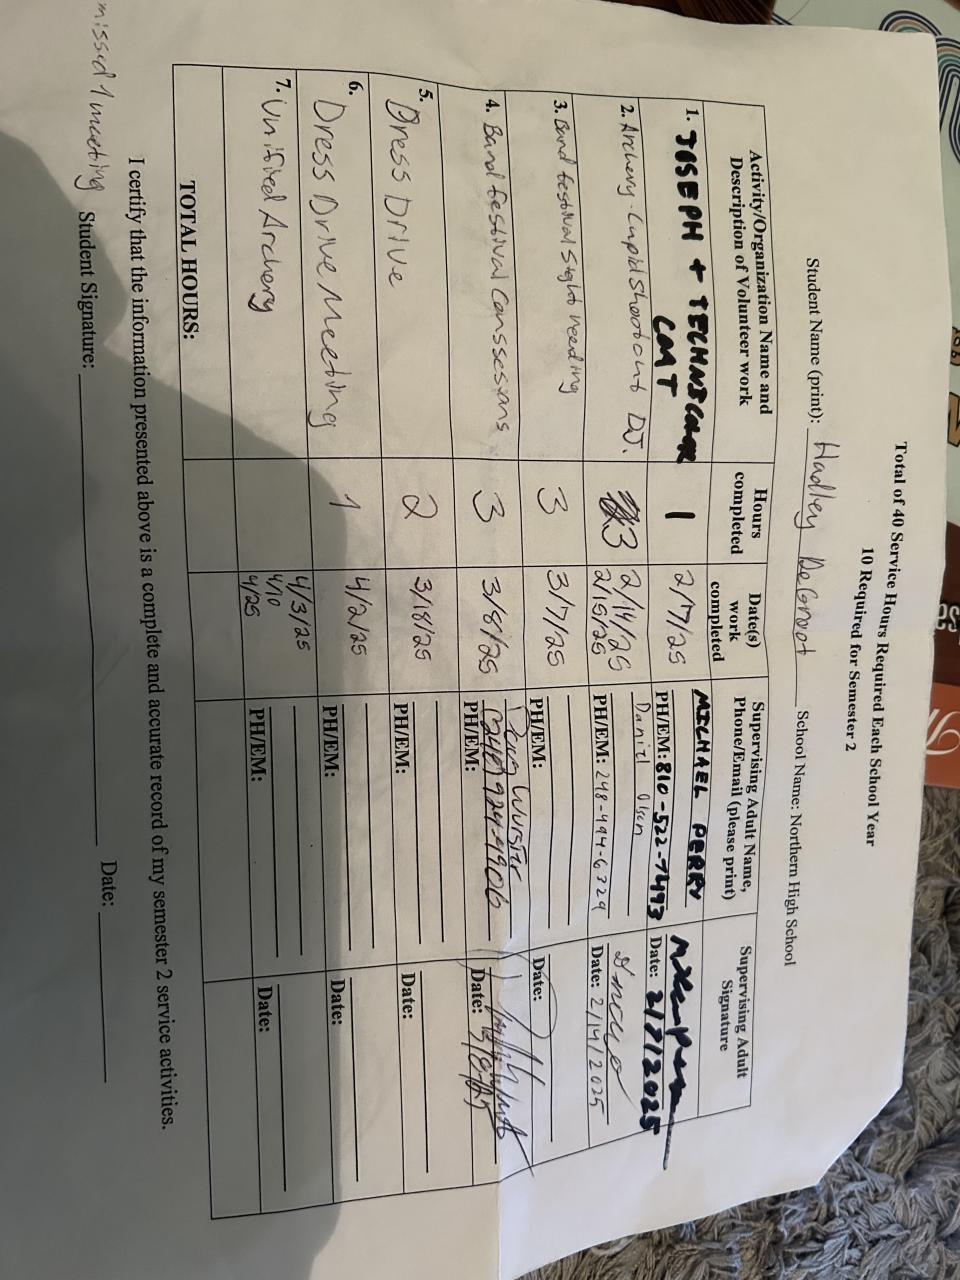 Total of 40 Service Hours Required Each School Year
10 Required for Semester 2
Student Name (print): Hadley DeGroot School Name: Northern High School
Activity/Organization Name and Description of Volunteer work
Hours completed
Date(s) work completed
Supervising Adult Name, Phone/Email (please print)
Supervising Adult Signature
1. JOSEPH + TECHNICOLOR COAT
1
2/7/25
MICHAEL PERRY
PH/EM: 810-522-7493
Date: 2/7/2025
2. Archery - Cupid Shootout DJ.
3
2/14/25
2/15/25
Daniel Olson
PH/EM: 248-494-6329
Date: 2/14/2025
3. Band festival Sight reading
3
3/7/25
PH/EM:
Date:
4. Band festival Conssesions
3
3/8/25
Doug Wurster
PH/EM:
Date:
5. Dress Drive
2
3/18/25
PH/EM:
Date:
6. Dress Drive Meeting
1
4/2/25
PH/EM:
Date:
7. Unified Archery
4/3/25
4/10
4/25
PH/EM:
Date:
TOTAL HOURS:
I certify that the information presented above is a complete and accurate record of my semester 2 service activities.
missed 1 meeting
Student Signature: Date: